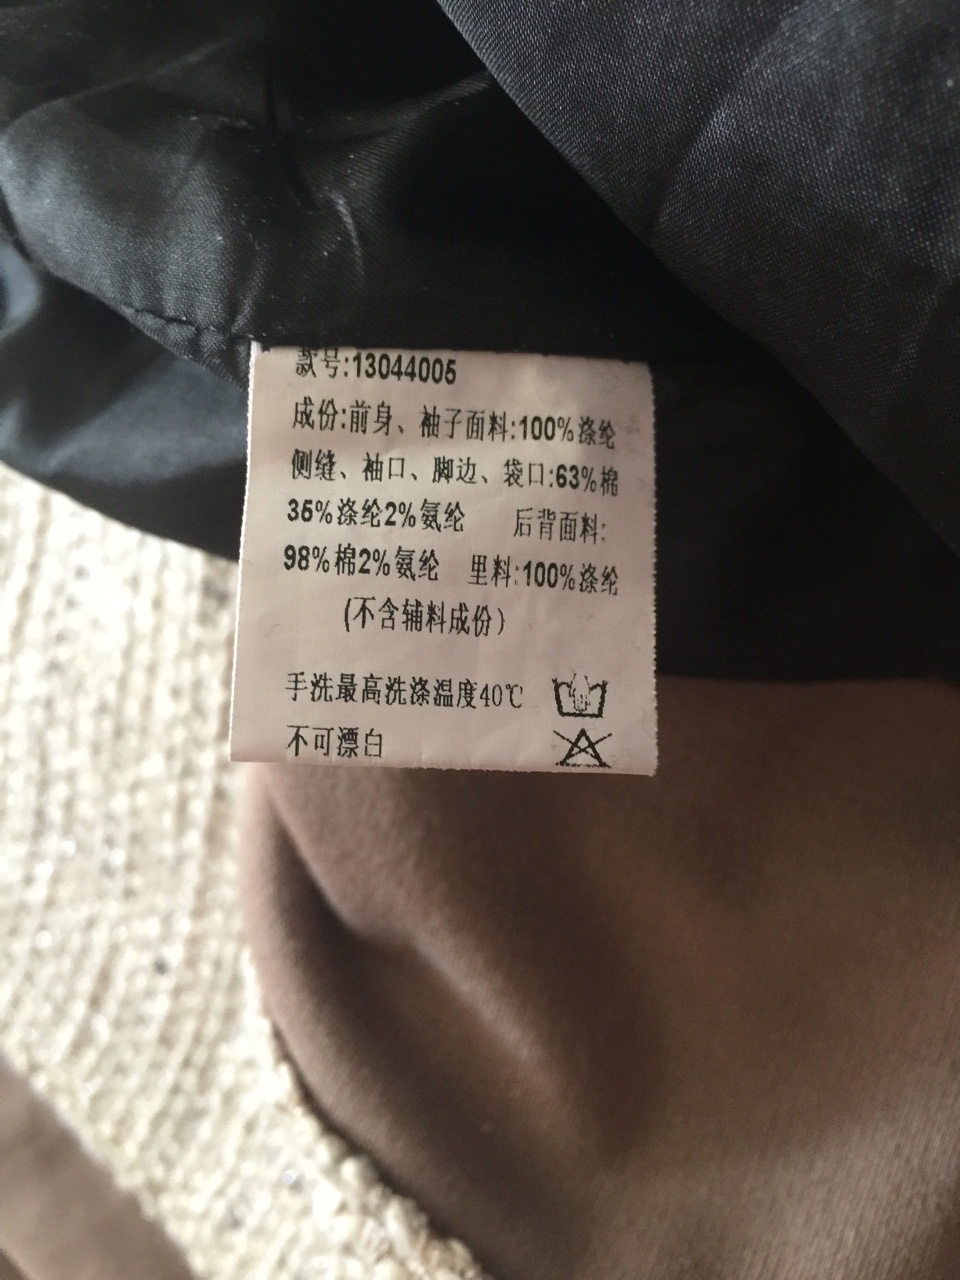 款号:13044005
成份:前身、袖子面料:100%涤纶
侧缝、袖口、脚边、袋口:63%棉
35%涤纶2%氨纶 后背面料:
98%棉2%氨纶 里料:100%涤纶
(不含辅料成份)
手洗最高洗涤温度40℃
不可漂白